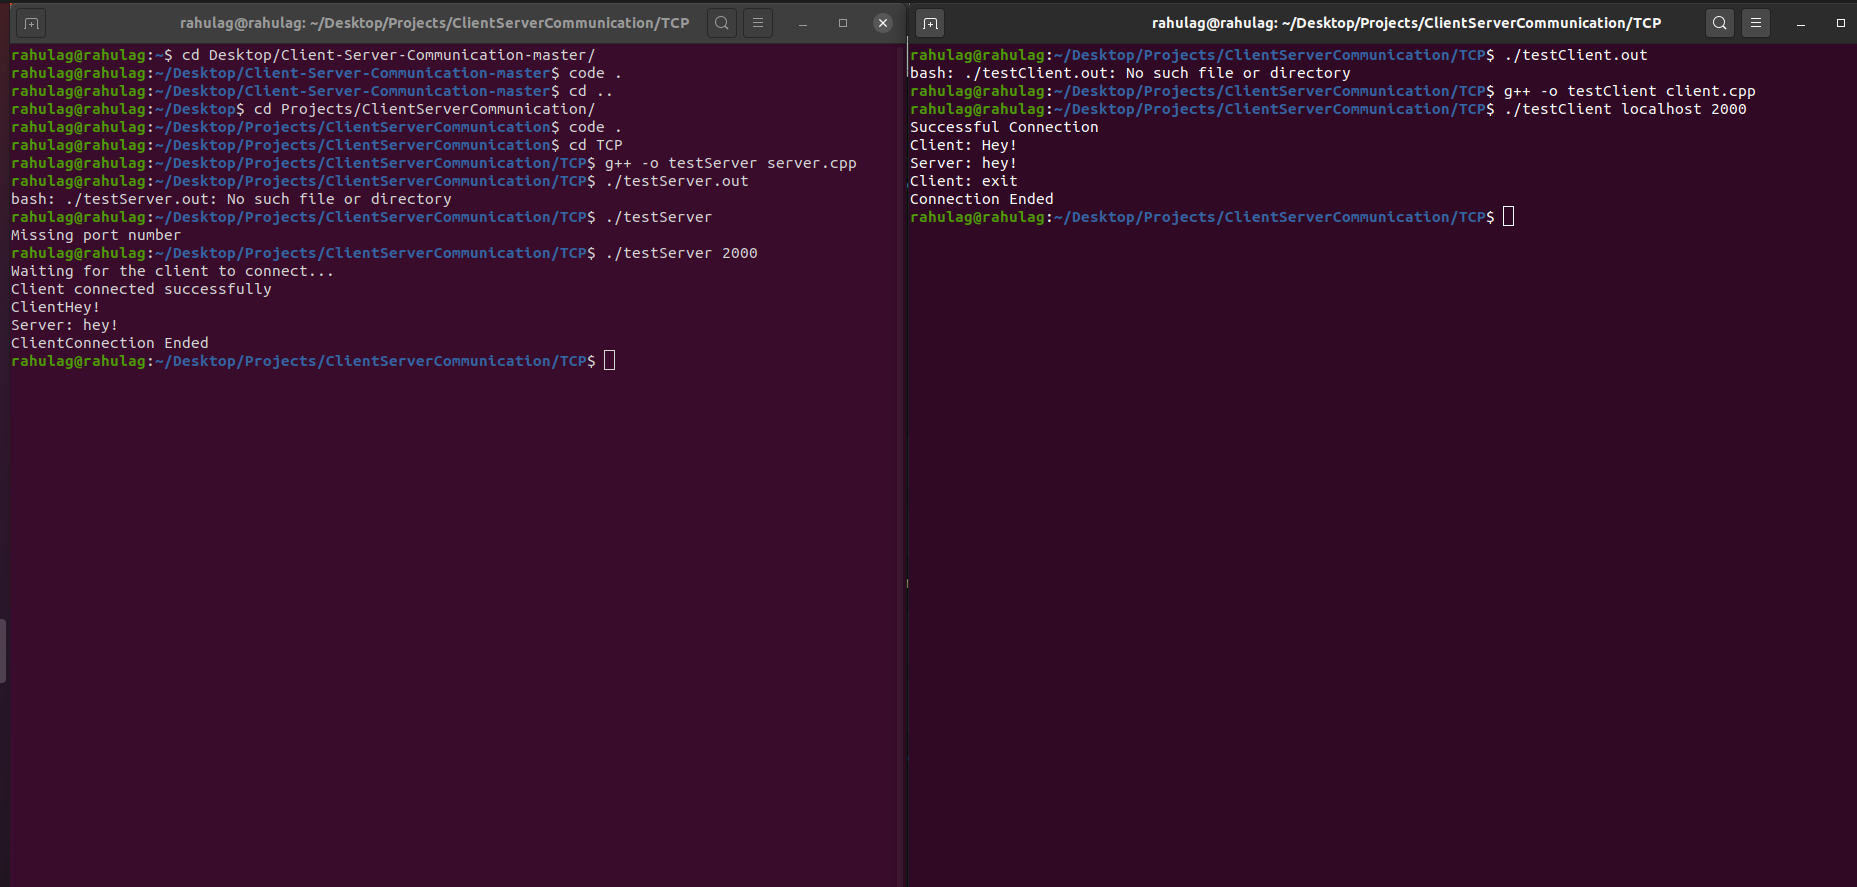 rahulag@rahulag: ~/Desktop/Projects/ClientServerCommunication/TCP
rahulag@rahulag:~$ cd Desktop/Client-Server-Communication-master/
rahulag@rahulag:~/Desktop/Client-Server-Communication-master$ code .
rahulag@rahulag:~/Desktop/Client-Server-Communication-master$ cd ..
rahulag@rahulag:~/Desktop$ cd Projects/ClientServerCommunication/
rahulag@rahulag:~/Desktop/Projects/ClientServerCommunication$ code .
rahulag@rahulag:~/Desktop/Projects/ClientServerCommunication$ cd TCP
rahulag@rahulag:~/Desktop/Projects/ClientServerCommunication/TCP$ g++ -o testServer server.cpp
rahulag@rahulag:~/Desktop/Projects/ClientServerCommunication/TCP$ ./testServer.out
bash: ./testServer.out: No such file or directory
rahulag@rahulag:~/Desktop/Projects/ClientServerCommunication/TCP$ ./testServer
Missing port number
rahulag@rahulag:~/Desktop/Projects/ClientServerCommunication/TCP$ ./testServer 2000
Waiting for the client to connect...
Client connected successfully
ClientHey!
Server: hey!
ClientConnection Ended
rahulag@rahulag:~/Desktop/Projects/ClientServerCommunication/TCP$
rahulag@rahulag: ~/Desktop/Projects/ClientServerCommunication/TCP
rahulag@rahulag:~/Desktop/Projects/ClientServerCommunication/TCP$ ./testClient.out
bash: ./testClient.out: No such file or directory
rahulag@rahulag:~/Desktop/Projects/ClientServerCommunication/TCP$ g++ -o testClient client.cpp
rahulag@rahulag:~/Desktop/Projects/ClientServerCommunication/TCP$ ./testClient localhost 2000
Successful Connection
Client: Hey!
Server: hey!
Client: exit
Connection Ended
rahulag@rahulag:~/Desktop/Projects/ClientServerCommunication/TCP$